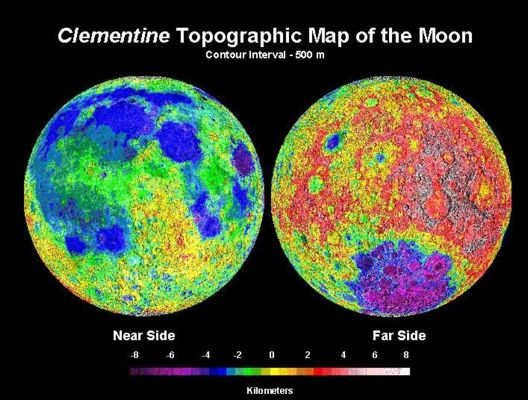 Clementine Topographic Map of the Moon
Contour Interval - 500 m
Near Side
Far Side
-8 -6 -4 -2 0 2 4 6 8
Kilometers